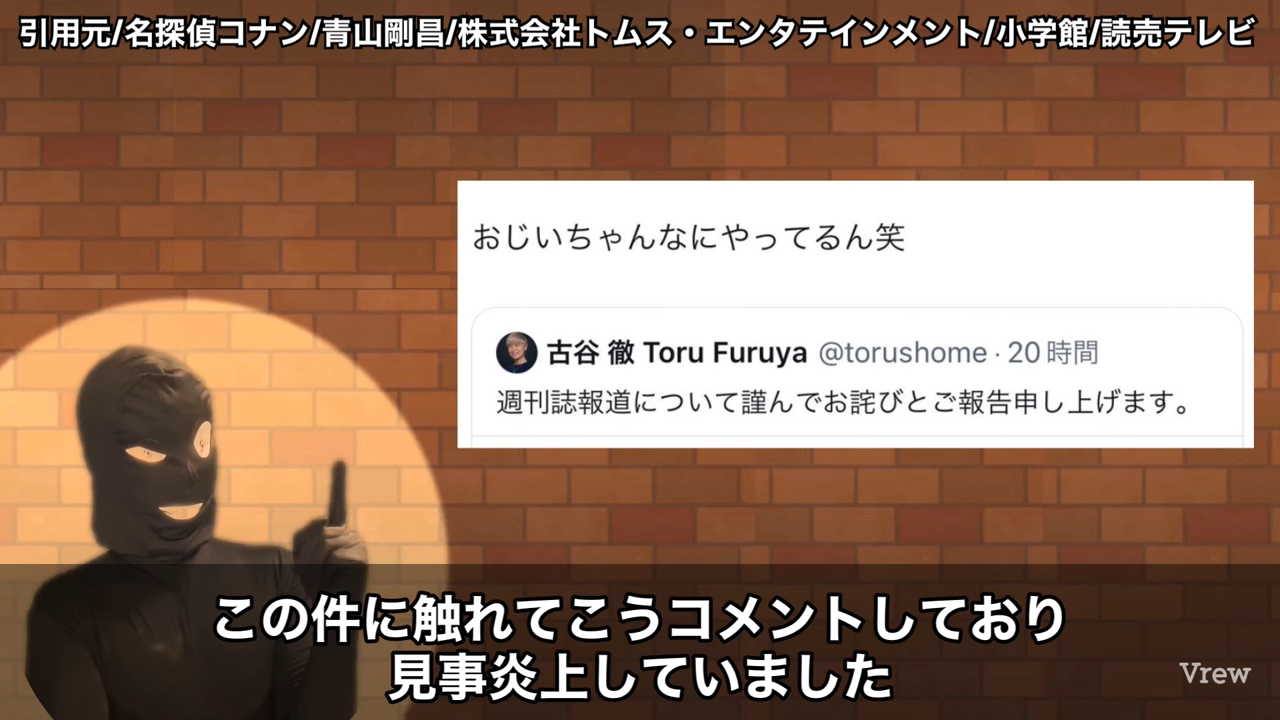 引用元/名探偵コナン/青山剛昌/株式会社トムス・エンタテインメント/小学館/読売テレビ
おじいちゃんなにやってるん笑
古谷 徹 Toru Furuya @torushome · 20 時間
週刊誌報道について謹んでお詫びとご報告申し上げます。
この件に触れてこうコメントしており
見事炎上していました
Vrew